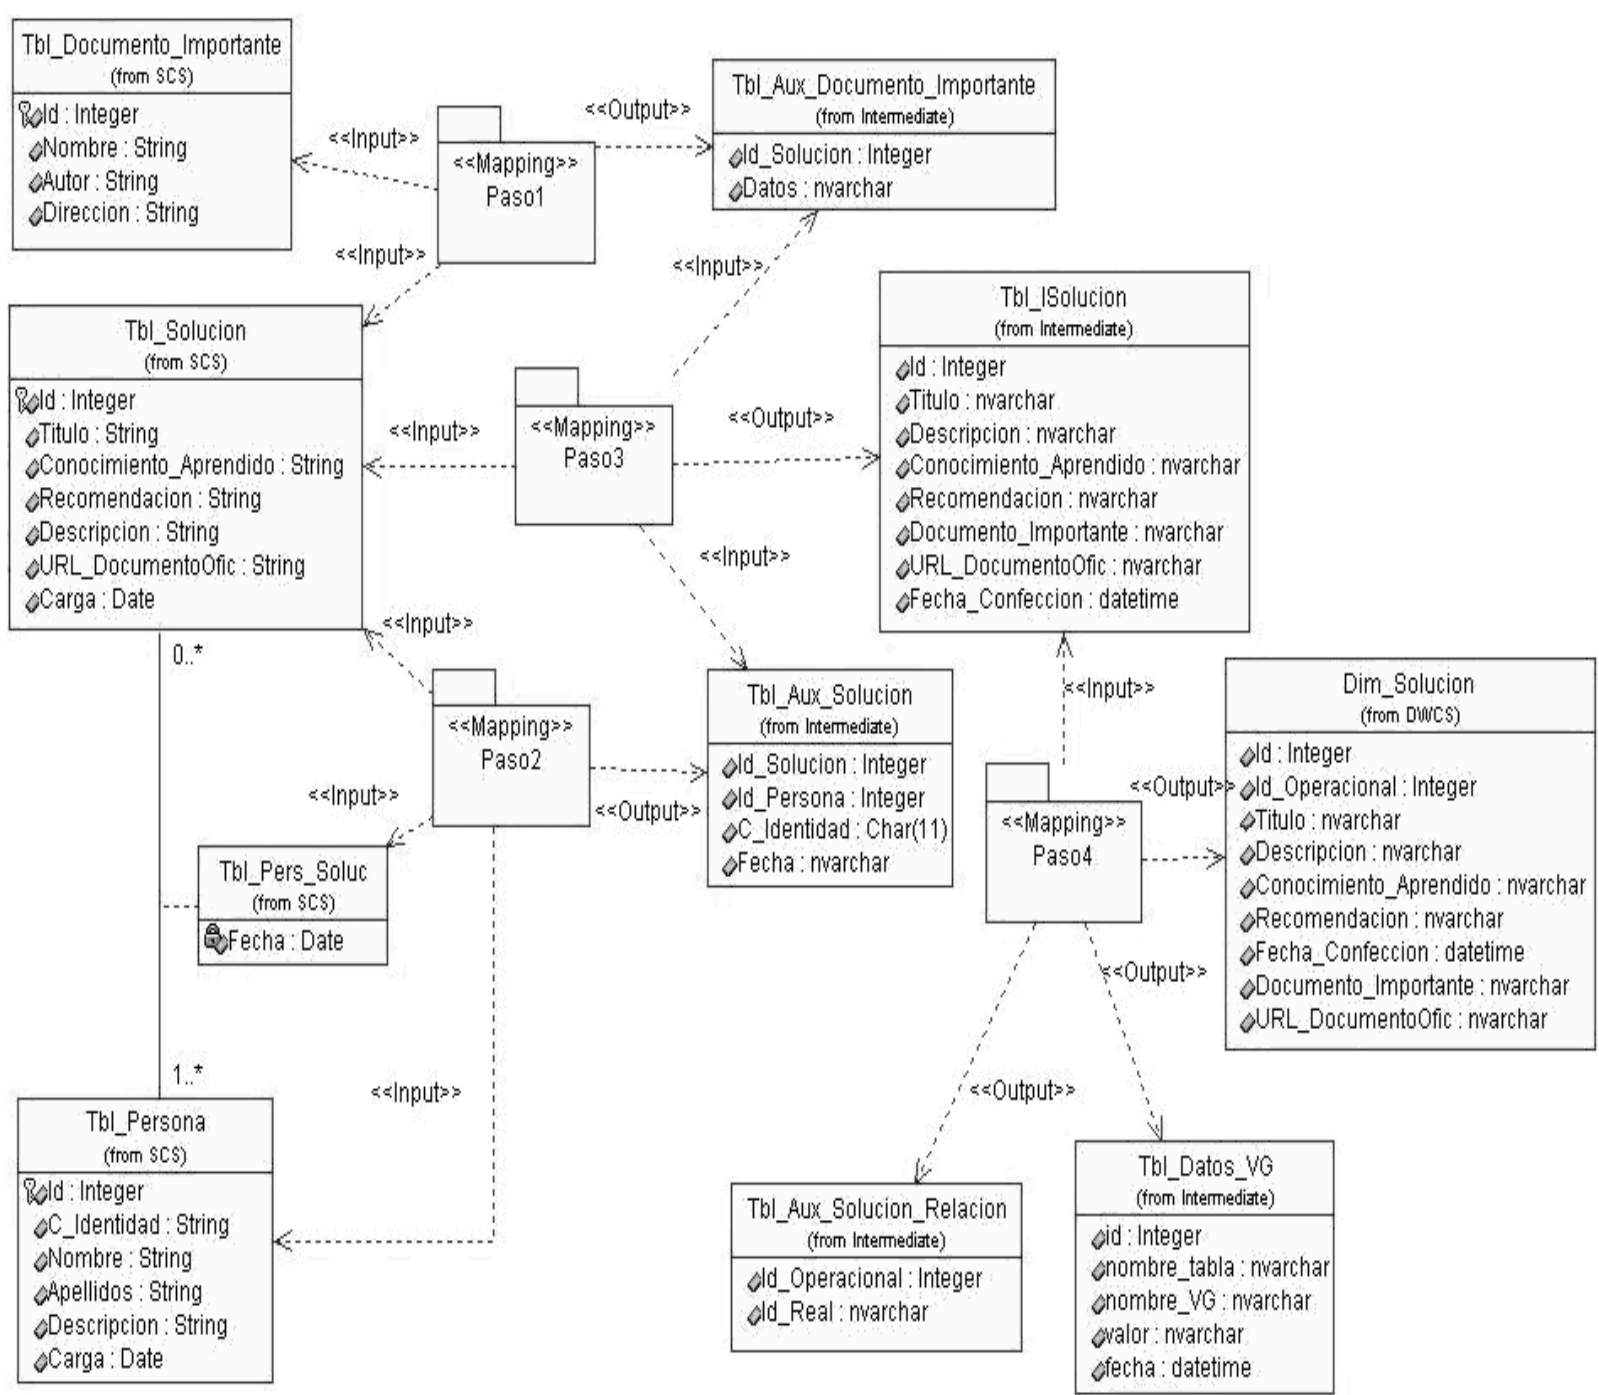 Tbl_Documento_Importante
(from SCS)
Id : Integer
Nombre : String
Autor : String
Direccion : String
<<Input>>
<<Mapping>>
Paso1
<<Output>>
Tbl_Aux_Documento_Importante
(from Intermediate)
Id_Solucion : Integer
Datos : nvarchar
<<Input>>
<<Input>>
Tbl_Solucion
(from SCS)
Id : Integer
Titulo : String
Conocimiento_Aprendido : String
Recomendacion : String
Descripcion : String
URL_DocumentoOfic : String
Carga : Date
<<Input>>
<<Mapping>>
Paso3
<<Output>>
Tbl_ISolucion
(from Intermediate)
Id : Integer
Titulo : nvarchar
Descripcion : nvarchar
Conocimiento_Aprendido : nvarchar
Recomendacion : nvarchar
Documento_Importante : nvarchar
URL_DocumentoOfic : nvarchar
Fecha_Confeccion : datetime
<<Input>>
0..*
<<Input>>
<<Mapping>>
Paso2
<<Input>>
<<Output>>
Tbl_Aux_Solucion
(from Intermediate)
Id_Solucion : Integer
Id_Persona : Integer
C_Identidad : Char(11)
Fecha : nvarchar
<<Input>>
<<Mapping>>
Paso4
<<Output>>
Dim_Solucion
(from DWCS)
Id : Integer
Id_Operacional : Integer
Titulo : nvarchar
Descripcion : nvarchar
Conocimiento_Aprendido : nvarchar
Recomendacion : nvarchar
Fecha_Confeccion : datetime
Documento_Importante : nvarchar
URL_DocumentoOfic : nvarchar
Tbl_Pers_Soluc
(from SCS)
Fecha : Date
<<Output>>
1..*
<<Input>>
<<Output>>
Tbl_Persona
(from SCS)
Id : Integer
C_Identidad : String
Nombre : String
Apellidos : String
Descripcion : String
Carga : Date
Tbl_Aux_Solucion_Relacion
(from Intermediate)
Id_Operacional : Integer
Id_Real : nvarchar
Tbl_Datos_VG
(from Intermediate)
id : Integer
nombre_tabla : nvarchar
nombre_VG : nvarchar
valor : nvarchar
fecha : datetime